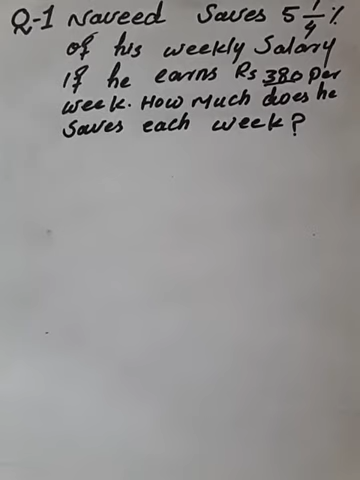 Q-1 Naveed Saves 5 1/4 %
of his weekly Salary
If he earns Rs 380 per
week. How Much does he
Saves each week?